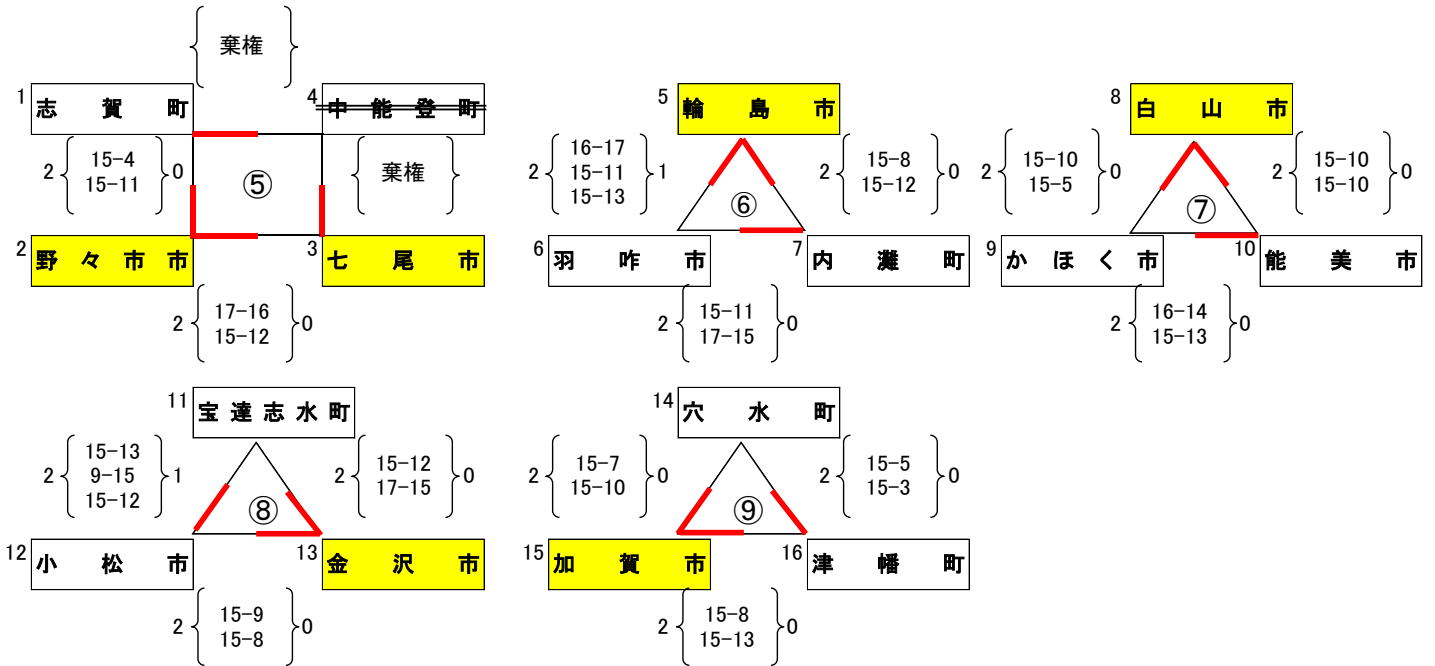 棄権
1 志賀町
4 中能登町
2 15-4 0
15-11
⑤
棄権
2 野々市市
3 七尾市
2 17-16 0
15-12
5 輪島市
2 16-17 1
15-11
15-13
2 15-8 0
15-12
⑥
6 羽咋市
7 内灘町
2 15-11 0
17-15
8 白山市
2 15-10 0
15-5
2 15-10 0
15-10
⑦
9 かほく市
10 能美市
2 16-14 0
15-13
11 宝達志水町
2 15-13 1
9-15
15-12
2 15-12 0
17-15
⑧
12 小松市
13 金沢市
2 15-9 0
15-8
14 穴水町
2 15-7 0
15-10
2 15-5 0
15-3
⑨
15 加賀市
16 津幡町
2 15-8 0
15-13